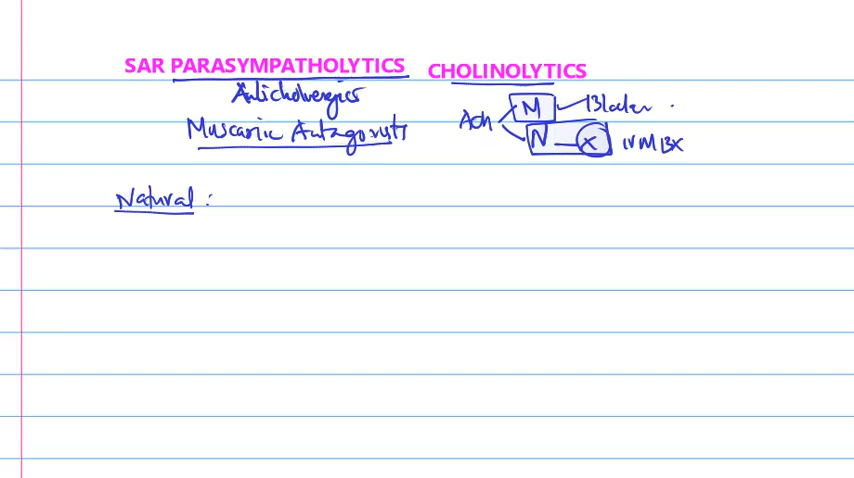 SAR PARASYMPATHOLYTICS CHOLINOLYTICS
Anticholinergics
Muscarinic Antagonists
Ach M Blocker
N x NMBX
Natural :